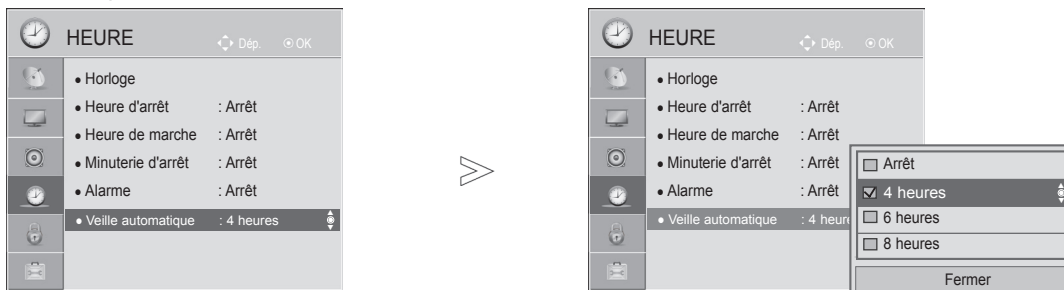 HEURE Dép. OK
• Horloge
• Heure d'arrêt : Arrêt
• Heure de marche : Arrêt
• Minuterie d'arrêt : Arrêt
• Alarme : Arrêt
• Veille automatique : 4 heures
HEURE Dép. OK
• Horloge
• Heure d'arrêt : Arrêt
• Heure de marche : Arrêt
• Minuterie d'arrêt : Arrêt
• Alarme : Arrêt
• Veille automatique : 4 heure
Arrêt
4 heures
6 heures
8 heures
Fermer